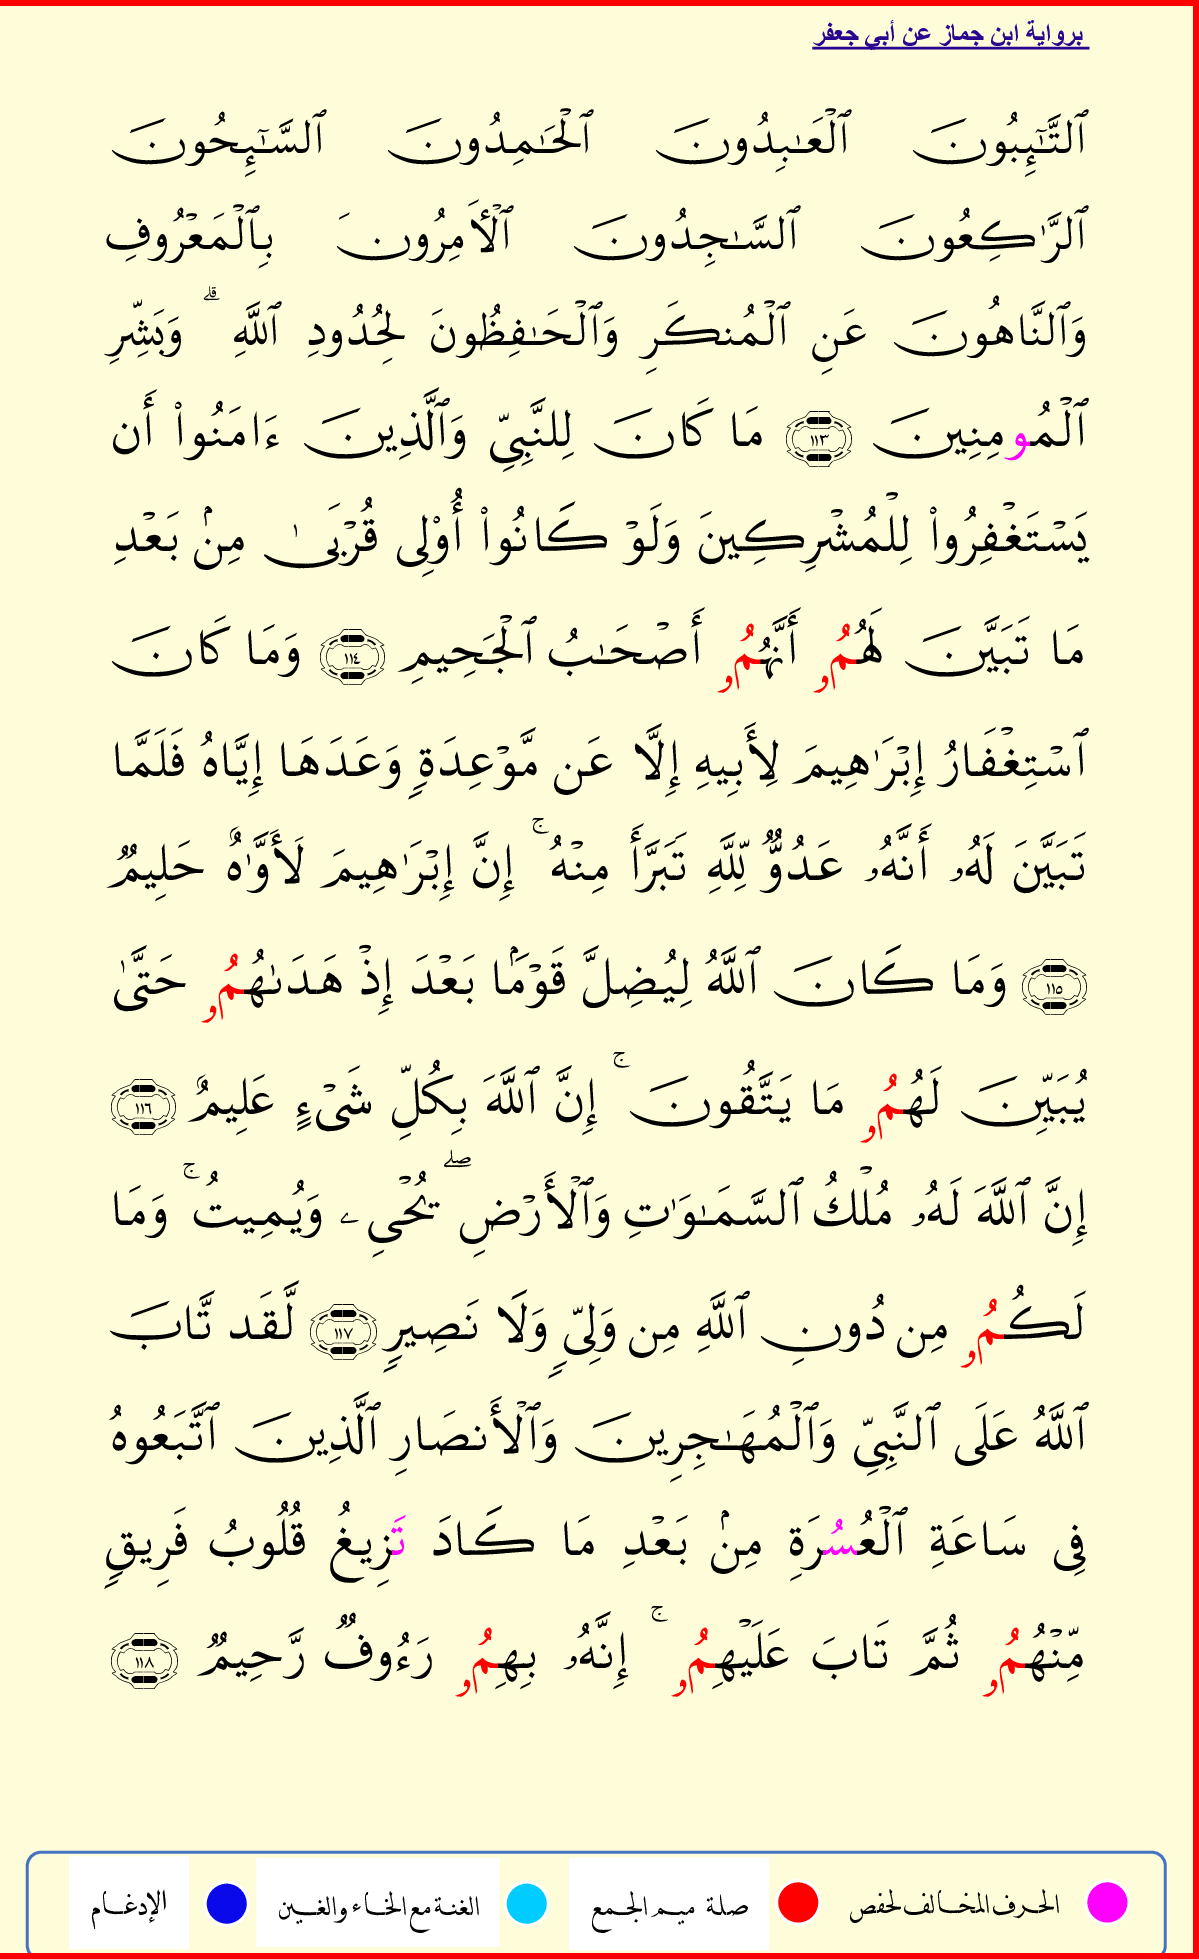 برواية ابن جماز عن أبي جعفر
ٱلتَّـٰٓئِبُونَ ٱلْعَـٰبِدُونَ ٱلْحَـٰمِدُونَ ٱلسَّـٰٓئِحُونَ
ٱلرَّٰكِعُونَ ٱلسَّـٰجِدُونَ ٱلْأَمِرُونَ بِٱلْمَعْرُوفِ
وَٱلنَّاهُونَ عَنِ ٱلْمُنكَرِ وَٱلْحَـٰفِظُونَ لِحُدُودِ ٱللَّهِ ۗ وَبَشِّرِ
ٱلْمُومِنِينَ ١١٣ مَا كَانَ لِلنَّبِيِّ وَٱلَّذِينَ ءَامَنُوا۟ أَن
يَسْتَغْفِرُوا۟ لِلْمُشْرِكِينَ وَلَوْ كَانُوا۟ أُو۟لِى قُرْبَىٰ مِنۢ بَعْدِ
مَا تَبَيَّنَ لَهُمُۥ أَنَّهُمُۥ أَصْحَـٰبُ ٱلْجَحِيمِ ١١٤ وَمَا كَانَ
ٱسْتِغْفَارُ إِبْرَٰهِيمَ لِأَبِيهِ إِلَّا عَن مَّوْعِدَةٍ وَعَدَهَا إِيَّاهُ فَلَمَّا
تَبَيَّنَ لَهُۥ أَنَّهُۥ عَدُوٌّ لِّلَّهِ تَبَرَّأَ مِنْهُ ۚ إِنَّ إِبْرَٰهِيمَ لَأَوَّٰهٌ حَلِيمٌ
١١٥ وَمَا كَانَ ٱللَّهُ لِيُضِلَّ قَوْمَۢا بَعْدَ إِذْ هَدَىٰهُمُۥ حَتَّىٰ
يُبَيِّنَ لَهُمُۥ مَا يَتَّقُونَ ۚ إِنَّ ٱللَّهَ بِكُلِّ شَىْءٍ عَلِيمٌ ١١٦
إِنَّ ٱللَّهَ لَهُۥ مُلْكُ ٱلسَّمَـٰوَٰتِ وَٱلْأَرْضِ ۖ يُحْىِۦ وَيُمِيتُ ۚ وَمَا
لَكُمُۥ مِن دُونِ ٱللَّهِ مِن وَلِىٍّ وَلَا نَصِيرٍ ١١٧ لَّقَد تَّابَ
ٱللَّهُ عَلَى ٱلنَّبِيِّ وَٱلْمُهَـٰجِرِينَ وَٱلْأَنصَارِ ٱلَّذِينَ ٱتَّبَعُوهُ
فِى سَاعَةِ ٱلْعُسُرَةِ مِنۢ بَعْدِ مَا كَادَ تَزِيغُ قُلُوبُ فَرِيقٍ
مِّنْهُمُۥ ثُمَّ تَابَ عَلَيْهِمُۥ ۚ إِنَّهُۥ بِهِمُۥ رَءُوفٌ رَّحِيمٌ ١١٨
الحرف المخالف لحفص صلة ميم الجمع الغنة مع الخاء والغين الإدغام